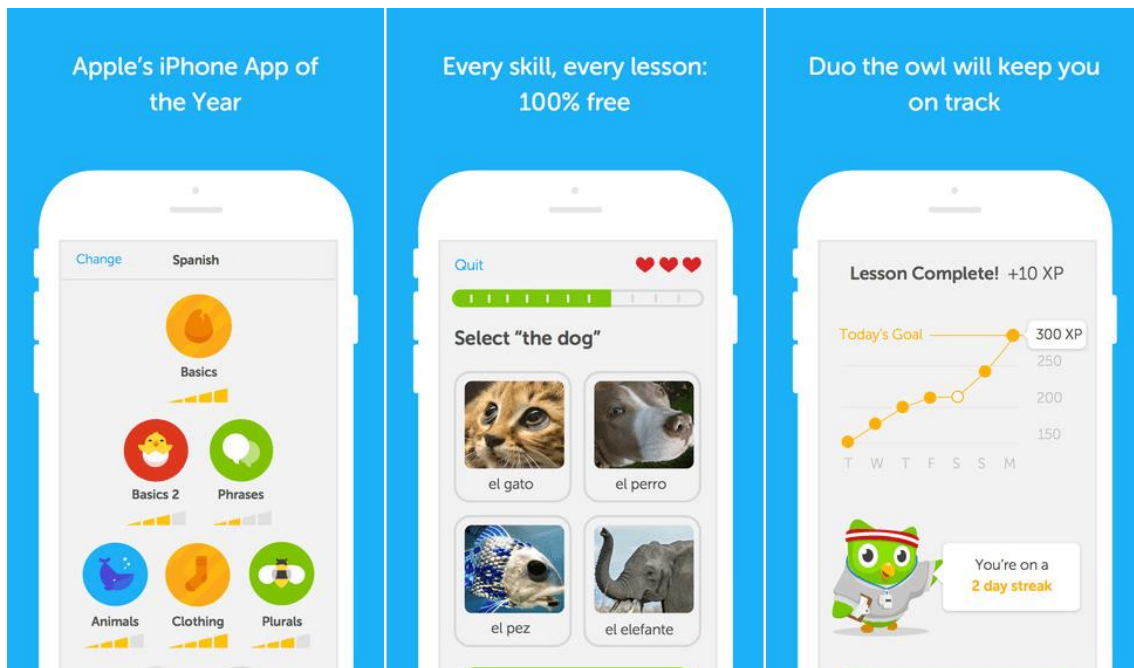 Apple's iPhone App of
the Year
Change
Spanish
Basics
Basics 2
Phrases
Animals
Clothing
Plurals
Every skill, every lesson:
100% free
Quit
Select "the dog"
el gato
el perro
el pez
el elefante
Duo the owl will keep you
on track
Lesson Complete! +10 XP
Today's Goal
300 XP
250
200
150
T W T F S S M
You're on a
2 day streak